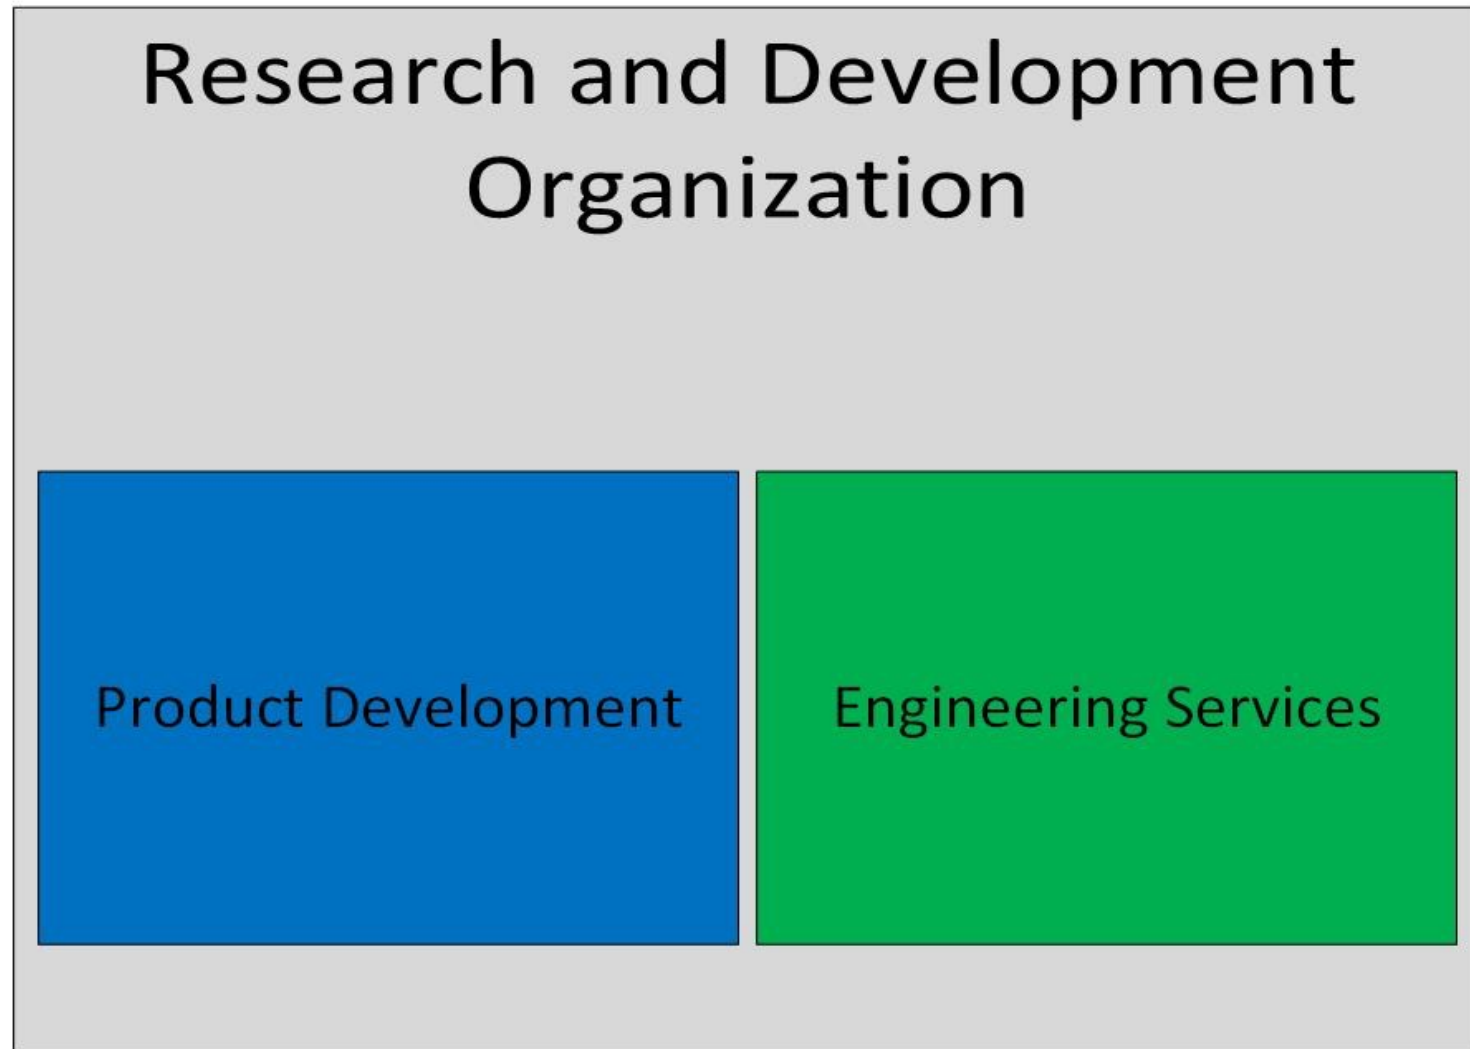 Research and Development
Organization
Product Development
Engineering Services